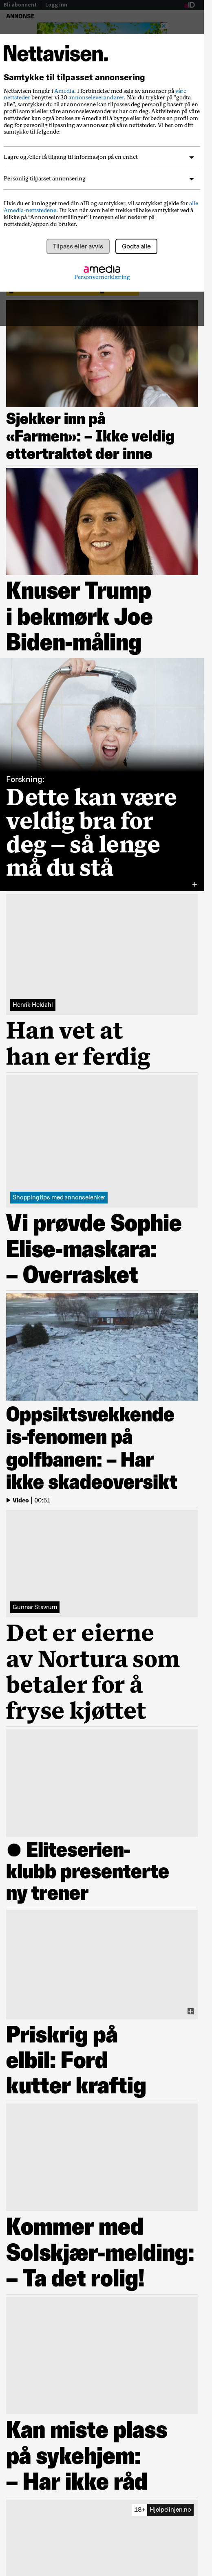 Bli abonnent | Logg inn
ANNONSE
Nettavisen.
Samtykke til tilpasset annonsering
Nettavisen inngår i Amedia. I forbindelse med salg av annonser på våre
nettsteder benytter vi 30 annonseleverandører. Når du trykker på "godta
alle", samtykker du til at annonsene kan tilpasses deg personlig basert på en
profil som vi eller annonseleverandører har om deg. Aktivitetene dine på våre
nettsteder kan også brukes av annonseleverandører til å bygge eller forbedre en profil om
deg for personlig tilpasning av annonser på våre nettsteder. Vi ber om ditt
samtykke til følgende:
Lagre og/eller få tilgang til informasjon på en enhet
Personlig tilpasset annonsering
Hvis du er innlogget med din aID og samtykker, vil samtykket gjelde for alle
Amedia-nettstedene. Du kan når som helst trekke tilbake samtykket ved å
klikke på "Annonseinnstillinger" i menyen eller nederst på
nettstedet/appen du bruker.
Tilpass eller avvis
Godta alle
amedia
Personvernerklæring
Sjekker inn på
«Farmen»: – Ikke veldig
ettertraktet der inne
Knuser Trump
i bekmørk Joe
Biden-måling
Forskning:
Dette kan være
veldig bra for
deg – så lenge
må du stå
Henrik Heldahl
Han vet at
han er ferdig
Shoppingtips med annonselenker
Vi prøvde Sophie
Elise-maskara:
– Overrasket
Oppsiktsvekkende
is-fenomen på
golfbanen: – Har
ikke skadeoversikt
Video | 00:51
Gunnar Stavrum
Det er eierne
av Nortura som
betaler for å
fryse kjøttet
● Eliteserien-
klubb presenterte
ny trener
Priskrig på
elbil: Ford
kutter kraftig
Kommer med
Solskjær-melding:
– Ta det rolig!
Kan miste plass
på sykehjem:
– Har ikke råd
18+ Hjelpelinjen.no